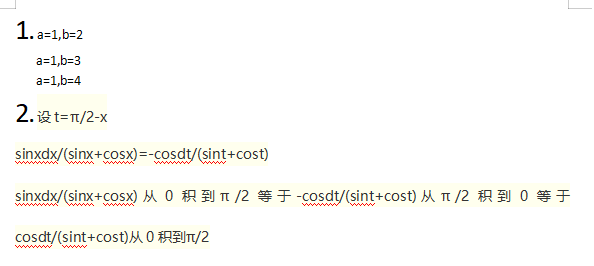 1. a=1,b=2
a=1,b=3
a=1,b=4
2. 设 t=π/2-x
sinxdx/(sinx+cosx)=-cosdt/(sint+cost)
sinxdx/(sinx+cosx) 从 0 积到 π/2 等于 -cosdt/(sint+cost) 从 π/2 积到 0 等于
cosdt/(sint+cost)从 0 积到π/2